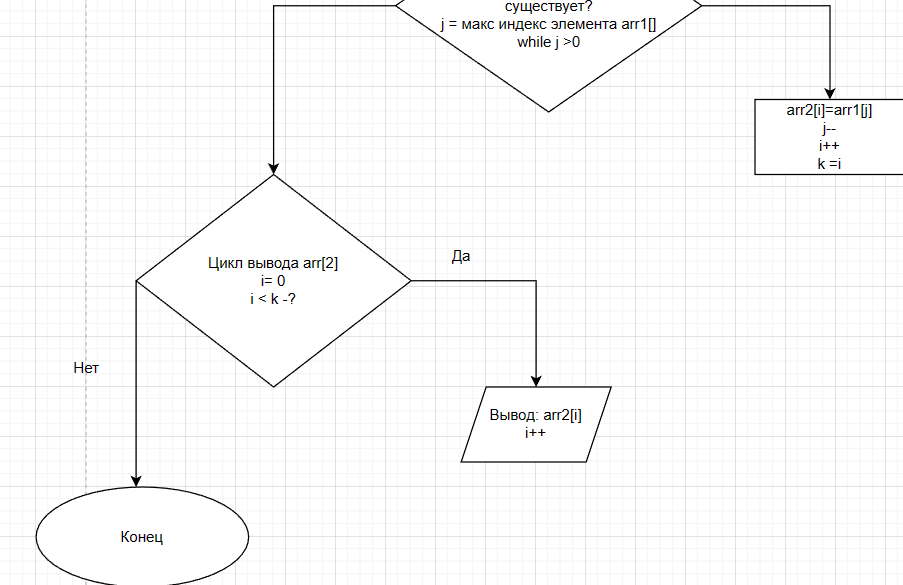 существует?
j = макс индекс элемента arr1[]
while j >0
arr2[i]=arr1[j]
j--
i++
k =i
Цикл вывода arr[2]
i= 0
i < k -?
Да
Нет
Вывод: arr2[i]
i++
Конец